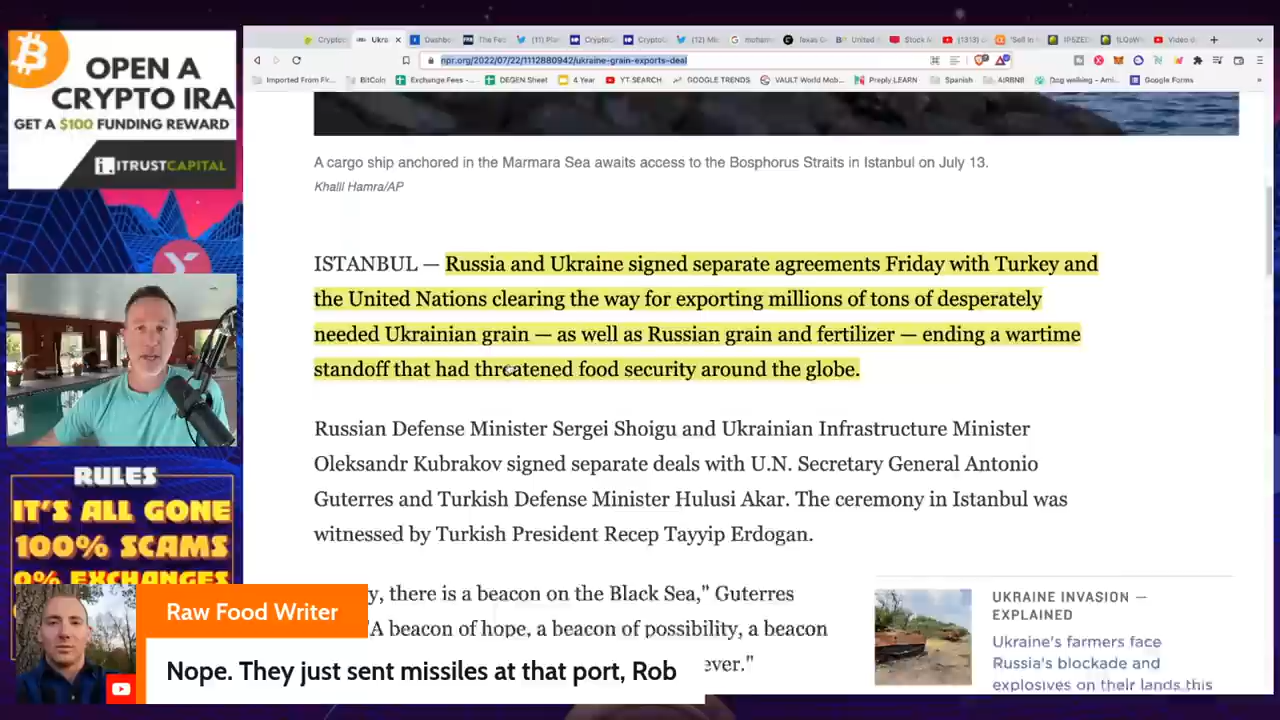 OPEN A
CRYPTO IRA
GET A $100 FUNDING REWARD
ITRUSTCAPITAL
RULES
IT'S ALL GONE
100% SCAMS
0% EXCHANGES
Ukra
Dashbo
The Fed
npr.org/2022/07/22/1112880942/ukraine-grain-exports-deal
Imported From Fir...
BitCoin
Exchange Fees -...
DEGEN Sheet
4 Year
YT SEARCH
GOOGLE TRENDS
VAULT World Mob...
Preply LEARN
Spanish
AIRBNB
Dog walking – Ami...
Google Forms
A cargo ship anchored in the Marmara Sea awaits access to the Bosphorus Straits in Istanbul on July 13.
Khalil Hamra/AP
ISTANBUL — Russia and Ukraine signed separate agreements Friday with Turkey and
the United Nations clearing the way for exporting millions of tons of desperately
needed Ukrainian grain — as well as Russian grain and fertilizer — ending a wartime
standoff that had threatened food security around the globe.
Russian Defense Minister Sergei Shoigu and Ukrainian Infrastructure Minister
Oleksandr Kubrakov signed separate deals with U.N. Secretary General Antonio
Guterres and Turkish Defense Minister Hulusi Akar. The ceremony in Istanbul was
witnessed by Turkish President Recep Tayyip Erdogan.
y, there is a beacon on the Black Sea," Guterres
"A beacon of hope, a beacon of possibility, a beacon
ever."
UKRAINE INVASION —
EXPLAINED
Ukraine's farmers face
Russia's blockade and
explosives on their lands this
Raw Food Writer
Nope. They just sent missiles at that port, Rob